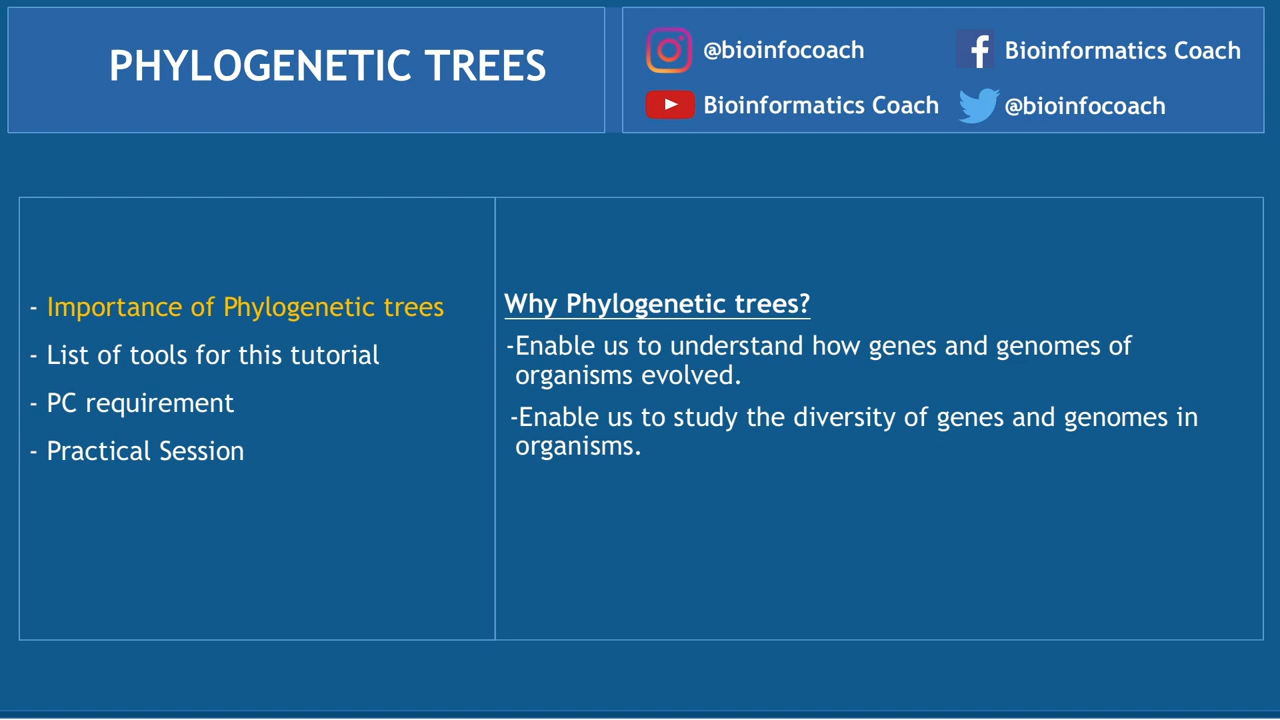 PHYLOGENETIC TREES
@bioinfocoach
Bioinformatics Coach
Bioinformatics Coach
@bioinfocoach
- Importance of Phylogenetic trees
- List of tools for this tutorial
- PC requirement
- Practical Session
Why Phylogenetic trees?
-Enable us to understand how genes and genomes of
organisms evolved.
-Enable us to study the diversity of genes and genomes in
organisms.